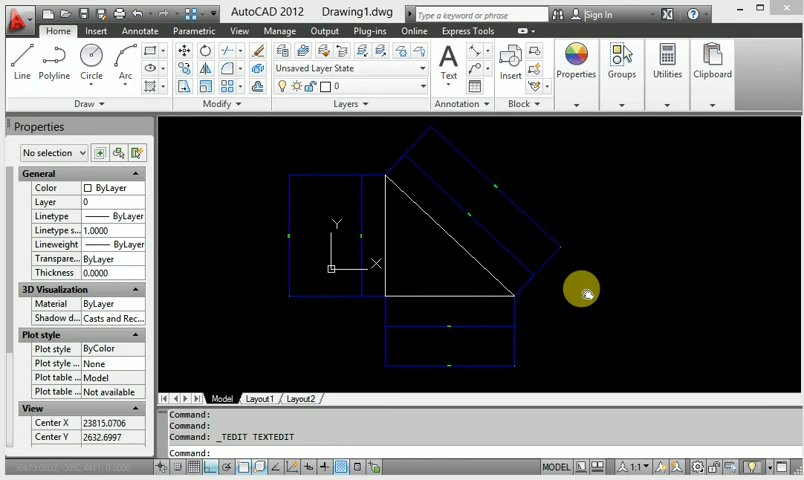 AutoCAD 2012 Drawing1.dwg Type a keyword or phrase Sign In
Home Insert Annotate Parametric View Manage Output Plug-ins Online Express Tools
Line Polyline Circle Arc
Unsaved Layer State
0
Text Insert Properties Groups Utilities Clipboard
Draw Modify Layers Annotation Block
Properties
No selection
General
Color ByLayer
Layer 0
Linetype ByLayer
Linetype s... 1.0000
Lineweight ByLayer
Transpare... ByLayer
Thickness 0.0000
3D Visualization
Material ByLayer
Shadow d... Casts and Rec...
Plot style
Plot style ByColor
Plot style ... None
Plot table ... Model
Plot table ... Not available
View
Center X 23815.0706
Center Y 2632.6997
Y
X
Model Layout1 Layout2
Command:
Command:
Command: _TEDIT TEXTEDIT
Command:
MODEL 1:1